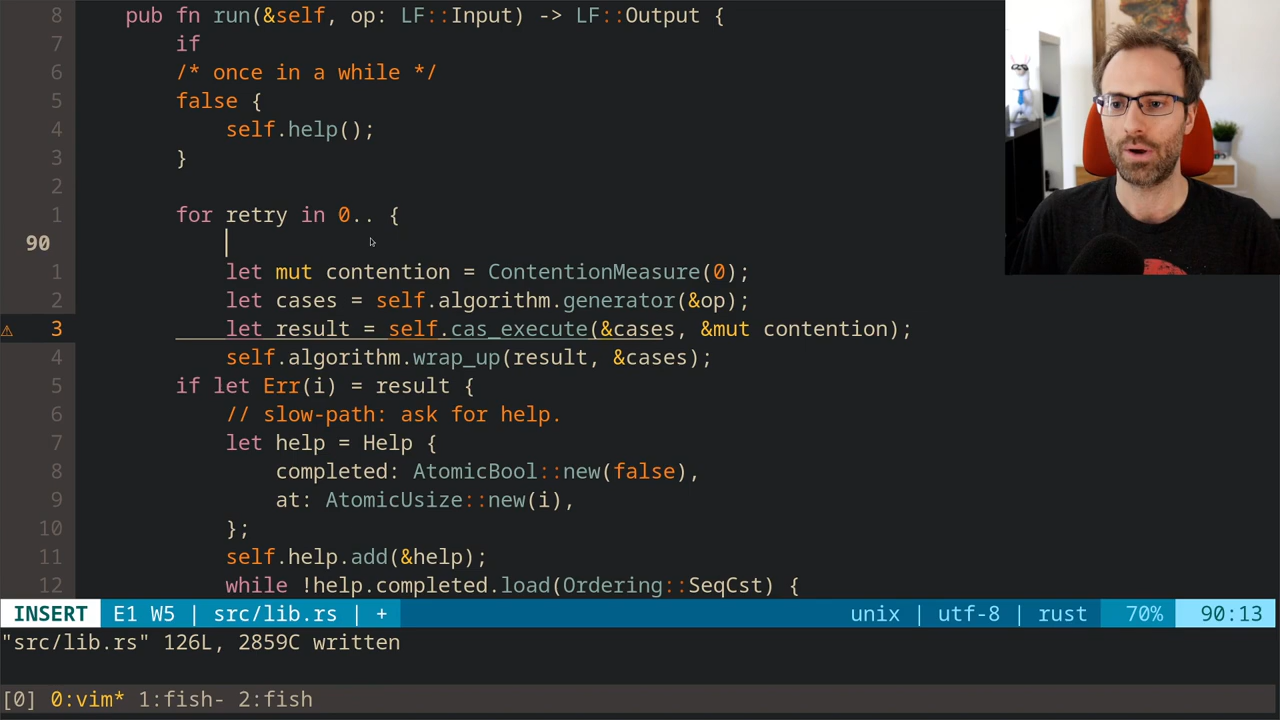 8 pub fn run(&self, op: LF::Input) -> LF::Output {
7 if
6 /* once in a while */
5 false {
4 self.help();
3 }
2
1 for retry in 0.. {
90
1 let mut contention = ContentionMeasure(0);
2 let cases = self.algorithm.generator(&op);
⚠ 3 let result = self.cas_execute(&cases, &mut contention);
4 self.algorithm.wrap_up(result, &cases);
5 if let Err(i) = result {
6 // slow-path: ask for help.
7 let help = Help {
8 completed: AtomicBool::new(false),
9 at: AtomicUsize::new(i),
10 };
11 self.help.add(&help);
12 while !help.completed.load(Ordering::SeqCst) {
INSERT E1 W5 | src/lib.rs | + unix | utf-8 | rust 70% 90:13
"src/lib.rs" 126L, 2859C written
[0] 0:vim* 1:fish- 2:fish